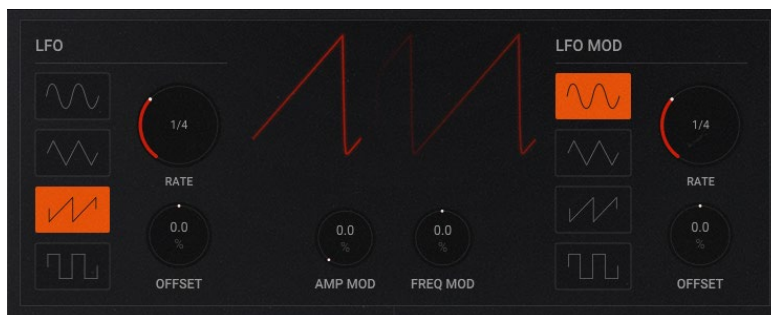 LFO
1/4
RATE
0.0
%
OFFSET
0.0
%
AMP MOD
0.0
%
FREQ MOD
LFO MOD
1/4
RATE
0.0
%
OFFSET